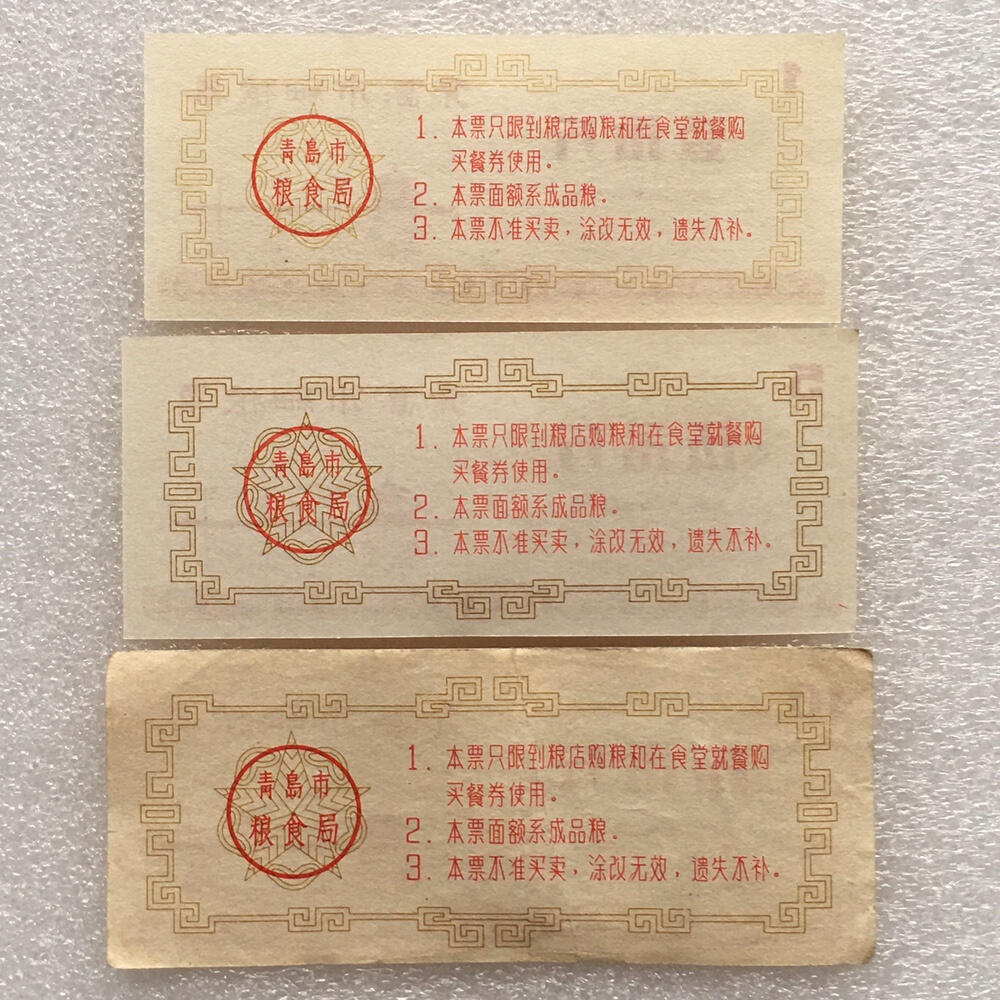 青島市
粮食局
1. 本票只限到粮店购粮和在食堂就餐购
买餐券使用。
2. 本票面额系成品粮。
3. 本票不准买卖，涂改无效，遗失不补。
青島市
粮食局
1. 本票只限到粮店购粮和在食堂就餐购
买餐券使用。
2. 本票面额系成品粮。
3. 本票不准买卖，涂改无效，遗失不补。
青島市
粮食局
1. 本票只限到粮店购粮和在食堂就餐购
买餐券使用。
2. 本票面额系成品粮。
3. 本票不准买卖，涂改无效，遗失不补。